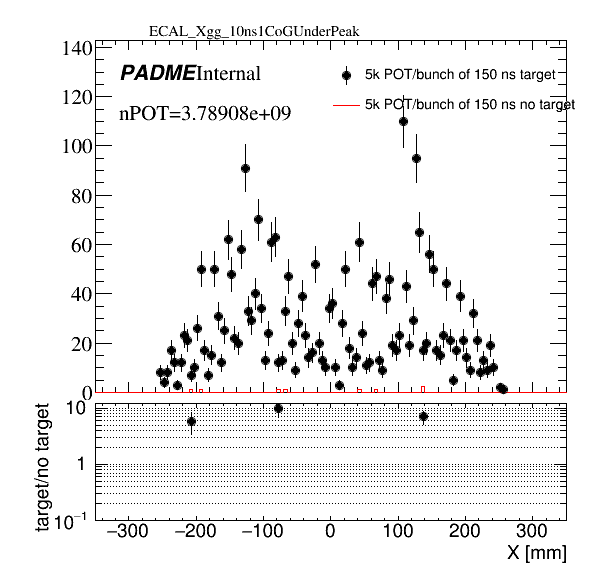 ECAL_Xgg_10ns1CoGUnderPeak
140
120
100
80
60
40
20
0
PADME Internal
nPOT=3.78908e+09
5k POT/bunch of 150 ns target
5k POT/bunch of 150 ns no target
target/no target
10
1
10⁻¹
−300 −200 −100 0 100 200 300
X [mm]